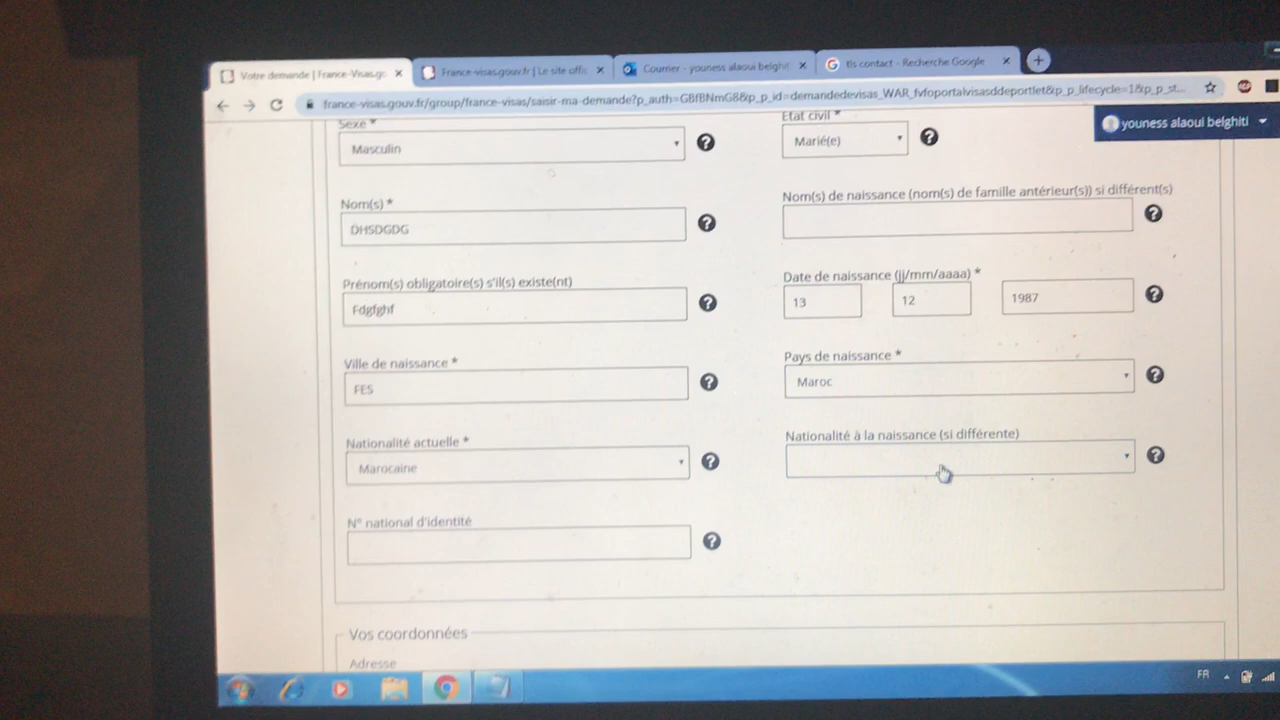 Votre demande | France-Visas.go
France-visas.gouv.fr | Le site offic
Courrier - youness alaoui belghit
tls contact - Recherche Google
france-visas.gouv.fr/group/france-visas/saisir-ma-demande?p_auth=GBfBNmG8&p_p_id=demandedevisas_WAR_fvfoportalvisasddeportlet&p_p_lifecycle=1&p_p_st...
youness alaoui belghiti
Sexe *
Etat civil *
Masculin
Marié(e)
Nom(s) *
Nom(s) de naissance (nom(s) de famille antérieur(s)) si différent(s)
DHSDGDG
Prénom(s) obligatoire(s) s'il(s) existe(nt)
Date de naissance (jj/mm/aaaa) *
Fdgfghf
13 12 1987
Ville de naissance *
Pays de naissance *
FES
Maroc
Nationalité actuelle *
Nationalité à la naissance (si différente)
Marocaine
N° national d'identité
Vos coordonnées
Adresse
FR